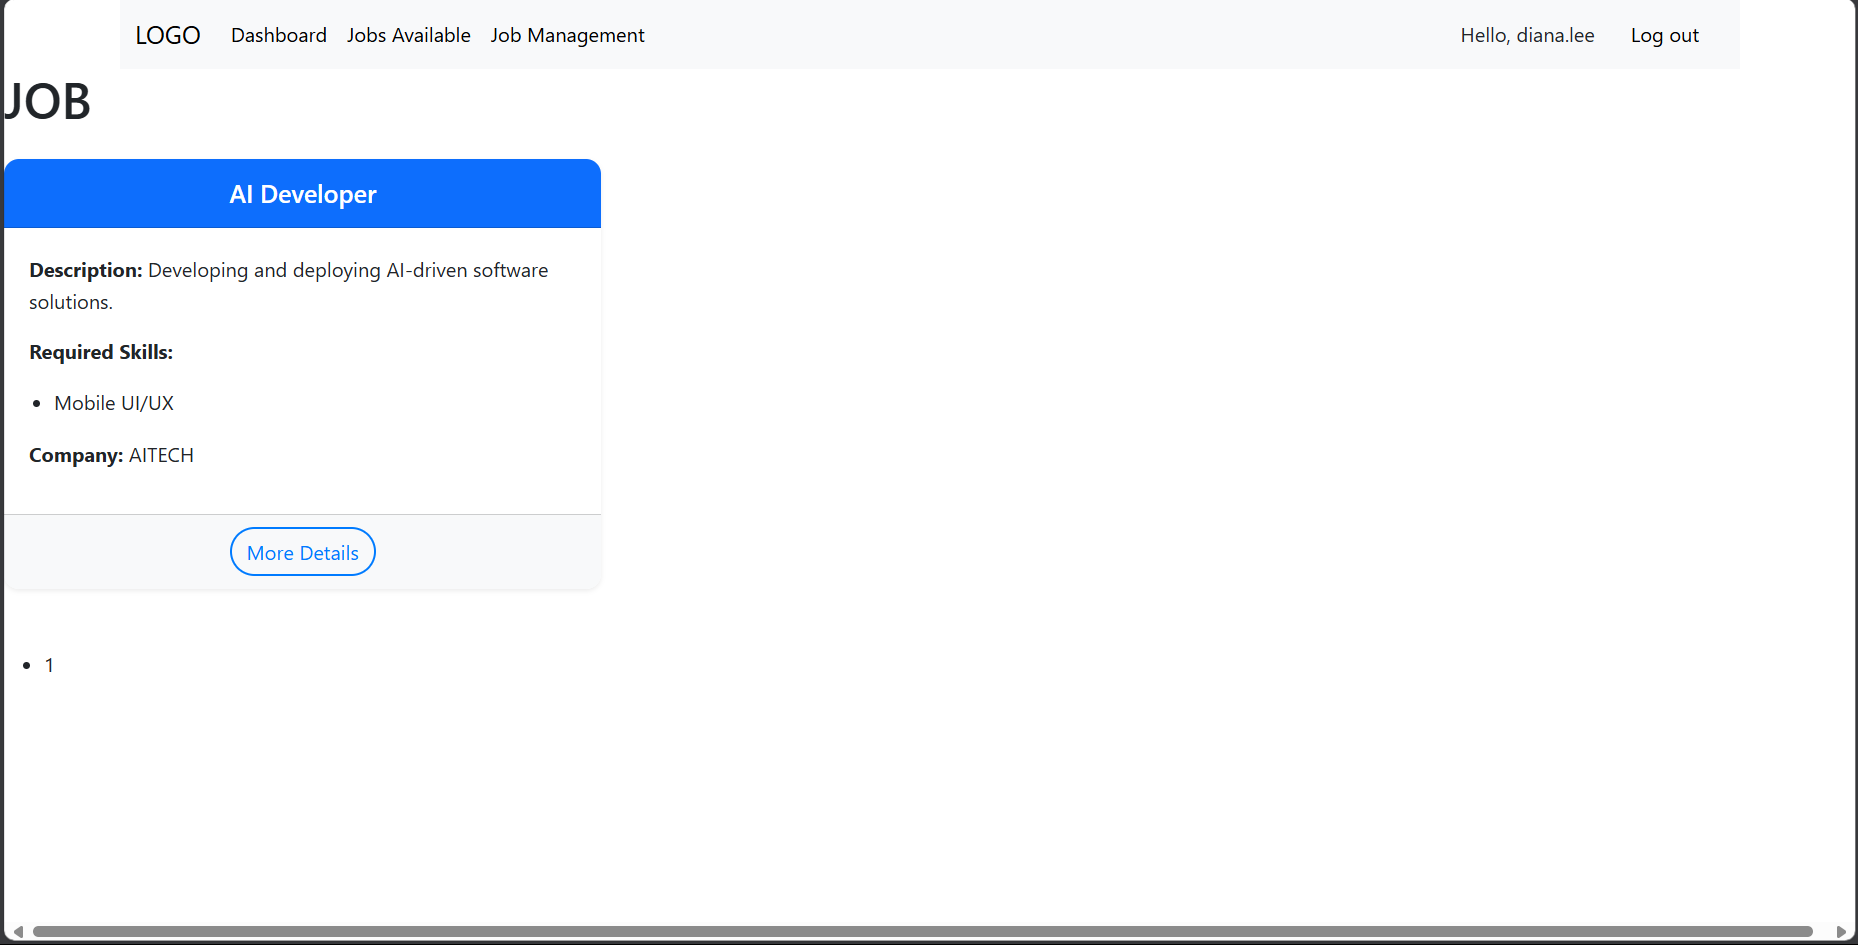 LOGO Dashboard Jobs Available Job Management Hello, diana.lee Log out
JOB
AI Developer
Description: Developing and deploying AI-driven software
solutions.
Required Skills:
• Mobile UI/UX
Company: AITECH
More Details
• 1